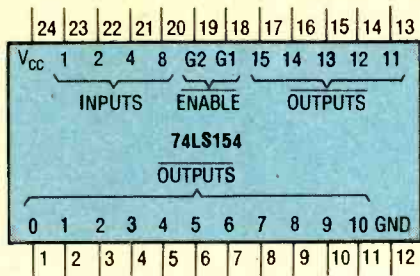 24 23 22 21 20 19 18 17 16 15 14 13
VCC 1 2 4 8 G2 G1 15 14 13 12 11
INPUTS ENABLE OUTPUTS
74LS154
OUTPUTS
0 1 2 3 4 5 6 7 8 9 10 GND
1 2 3 4 5 6 7 8 9 10 11 12